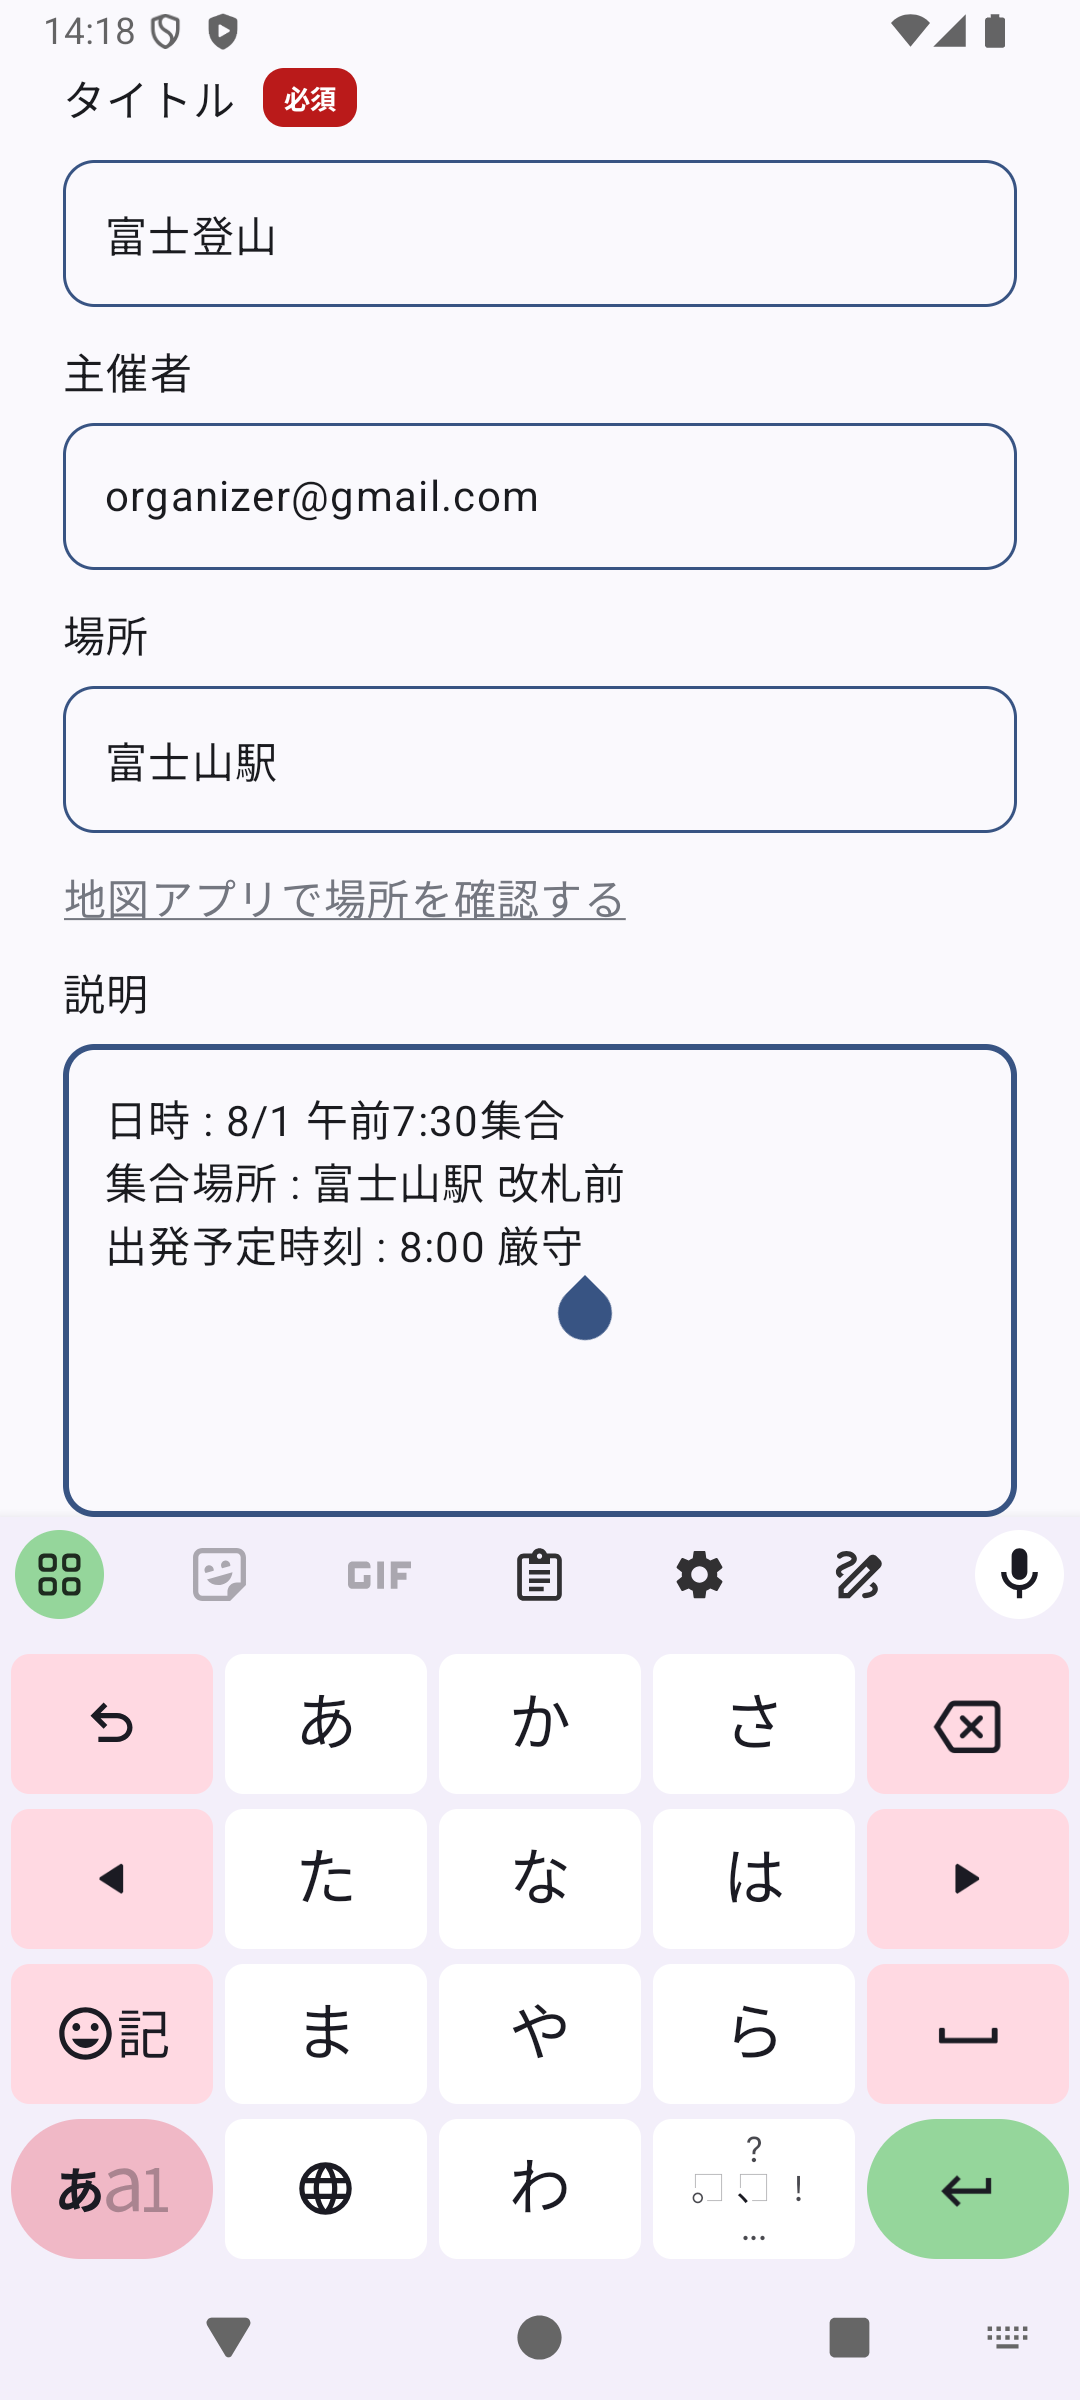 14:18
タイトル 必須
富士登山
主催者
organizer@gmail.com
場所
富士山駅
地図アプリで場所を確認する
説明
日時 : 8/1 午前7:30集合
集合場所 : 富士山駅 改札前
出発予定時刻 : 8:00 厳守
GIF
あ か さ
た な は
記 ま や ら
あa1 わ 。?、!…